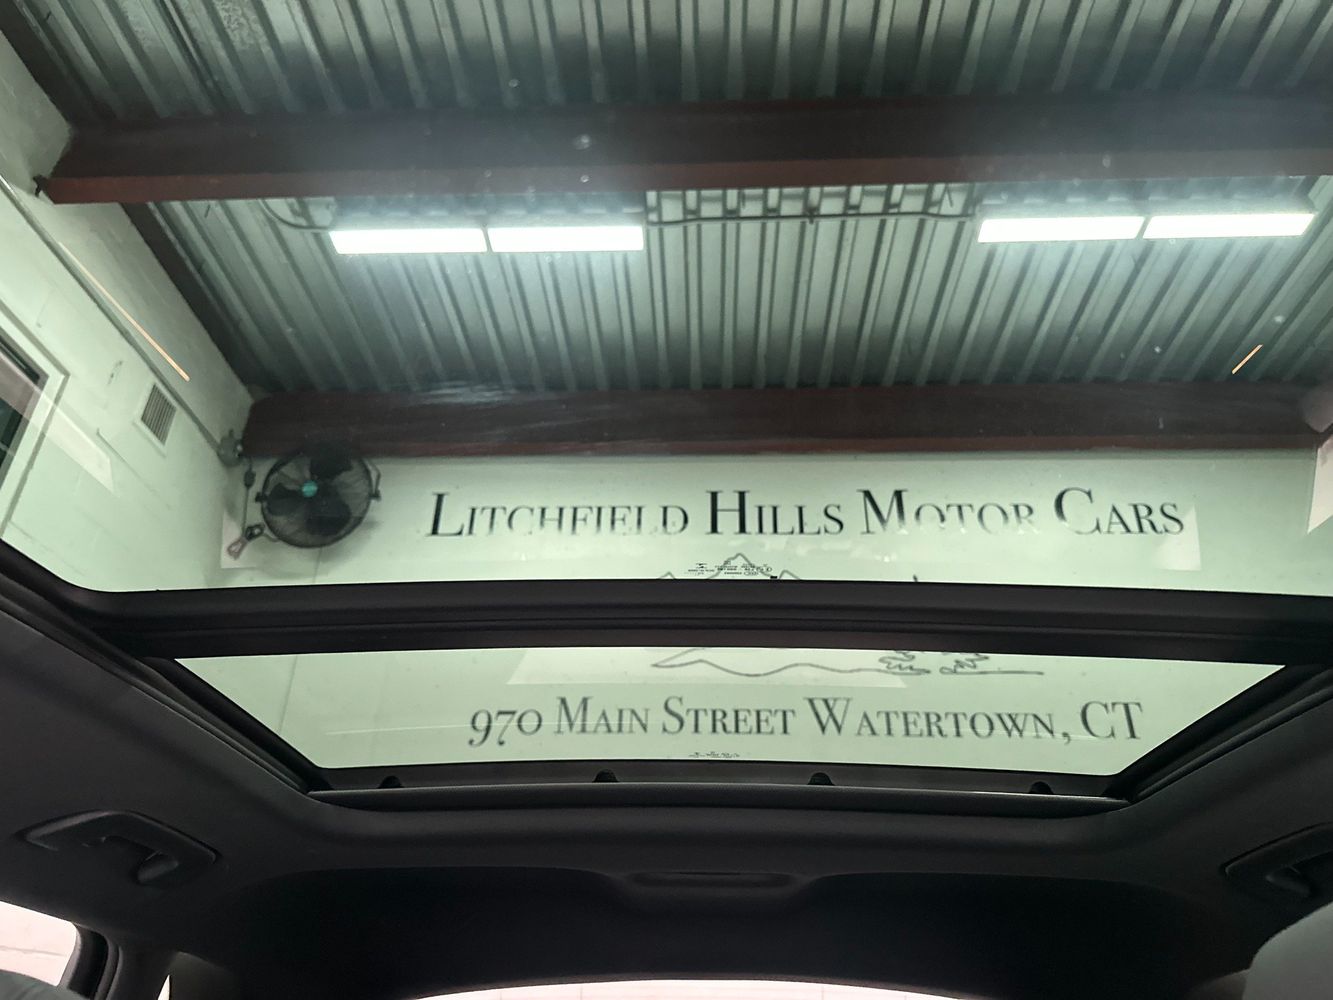 LITCHFIELD HILLS MOTOR CARS
970 MAIN STREET WATERTOWN, CT